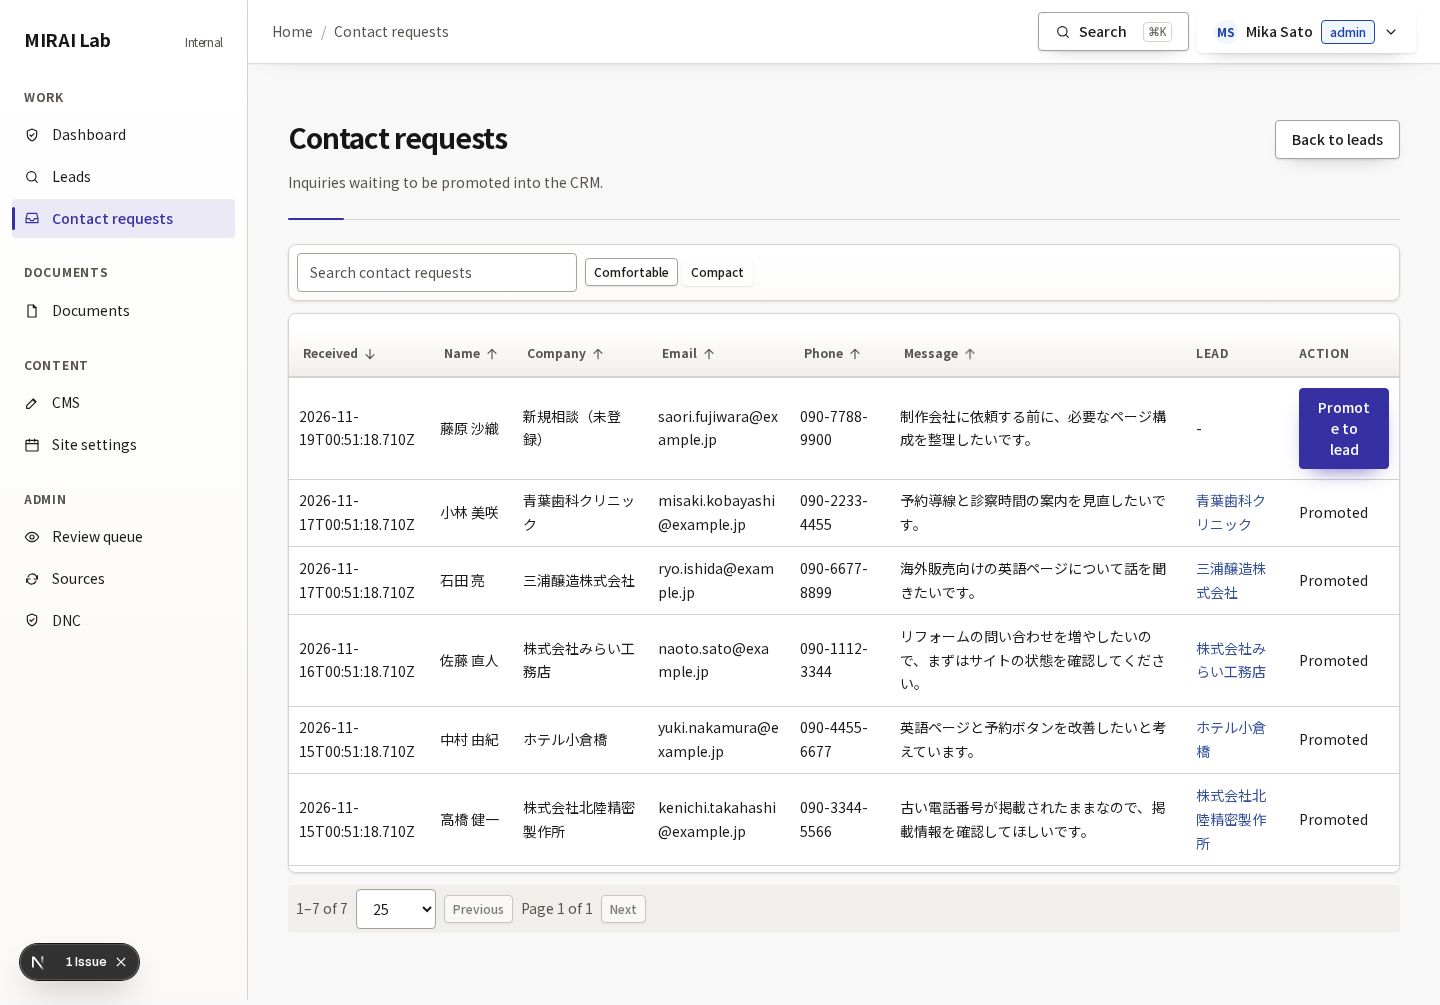 MIRAI Lab
Internal
Home / Contact requests
Search ⌘K
MS Mika Sato admin
WORK
Dashboard
Leads
Contact requests
DOCUMENTS
Documents
CONTENT
CMS
Site settings
ADMIN
Review queue
Sources
DNC
Contact requests
Back to leads
Inquiries waiting to be promoted into the CRM.
Search contact requests
Comfortable
Compact
Received ↓ Name ↑ Company ↑ Email ↑ Phone ↑ Message ↑ LEAD ACTION
2026-11-
19T00:51:18.710Z
藤原 沙織
新規相談（未登
録）
saori.fujiwara@ex
ample.jp
090-7788-
9900
制作会社に依頼する前に、必要なページ構
成を整理したいです。
-
Promot
e to
lead
2026-11-
17T00:51:18.710Z
小林 美咲
青葉歯科クリニッ
ク
misaki.kobayashi
@example.jp
090-2233-
4455
予約導線と診察時間の案内を見直したいで
す。
青葉歯科ク
リニック
Promoted
2026-11-
17T00:51:18.710Z
石田 亮
三浦醸造株式会社
ryo.ishida@exam
ple.jp
090-6677-
8899
海外販売向けの英語ページについて話を聞
きたいです。
三浦醸造株
式会社
Promoted
2026-11-
16T00:51:18.710Z
佐藤 直人
株式会社みらい工
務店
naoto.sato@exa
mple.jp
090-1112-
3344
リフォームの問い合わせを増やしたいの
で、まずはサイトの状態を確認してくださ
い。
株式会社み
らい工務店
Promoted
2026-11-
15T00:51:18.710Z
中村 由紀
ホテル小倉橋
yuki.nakamura@e
xample.jp
090-4455-
6677
英語ページと予約ボタンを改善したいと考
えています。
ホテル小倉
橋
Promoted
2026-11-
15T00:51:18.710Z
高橋 健一
株式会社北陸精密
製作所
kenichi.takahashi
@example.jp
090-3344-
5566
古い電話番号が掲載されたままなので、掲
載情報を確認してほしいです。
株式会社北
陸精密製作
所
Promoted
1–7 of 7 25 Previous Page 1 of 1 Next
N 1 Issue